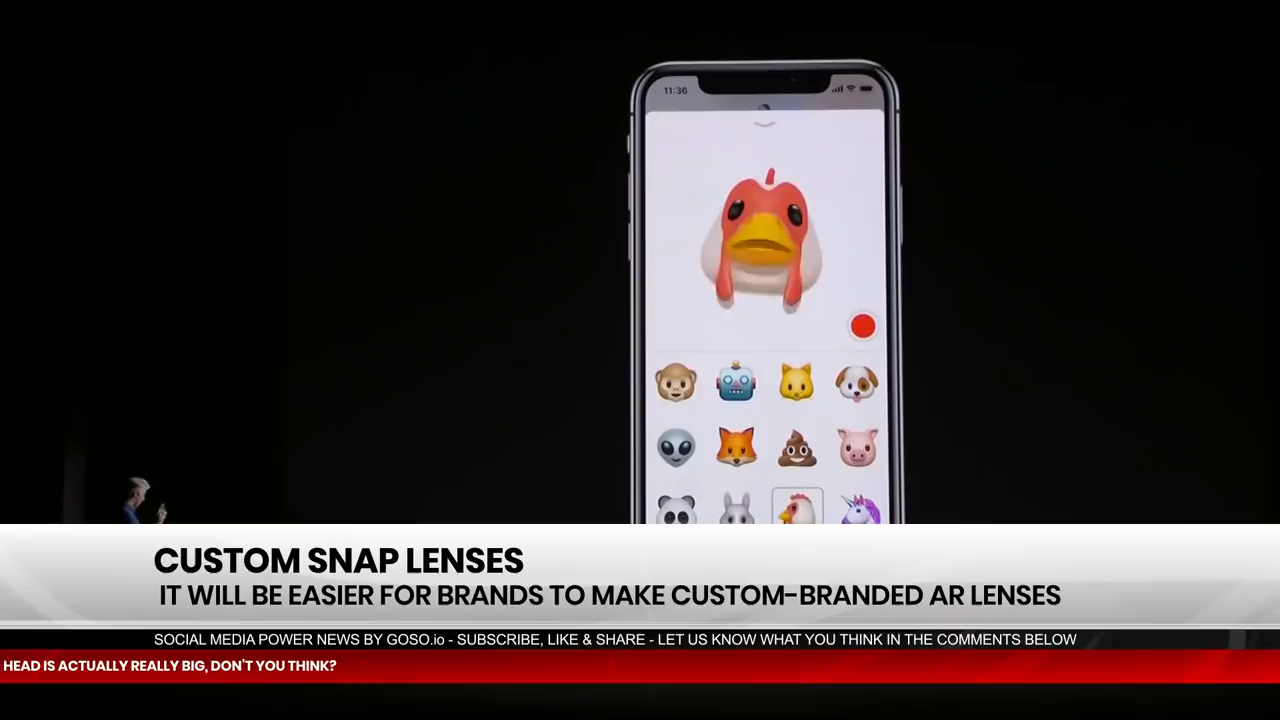 11:36
CUSTOM SNAP LENSES
IT WILL BE EASIER FOR BRANDS TO MAKE CUSTOM-BRANDED AR LENSES
SOCIAL MEDIA POWER NEWS BY GOSO.io - SUBSCRIBE, LIKE & SHARE - LET US KNOW WHAT YOU THINK IN THE COMMENTS BELOW
HEAD IS ACTUALLY REALLY BIG, DON'T YOU THINK?